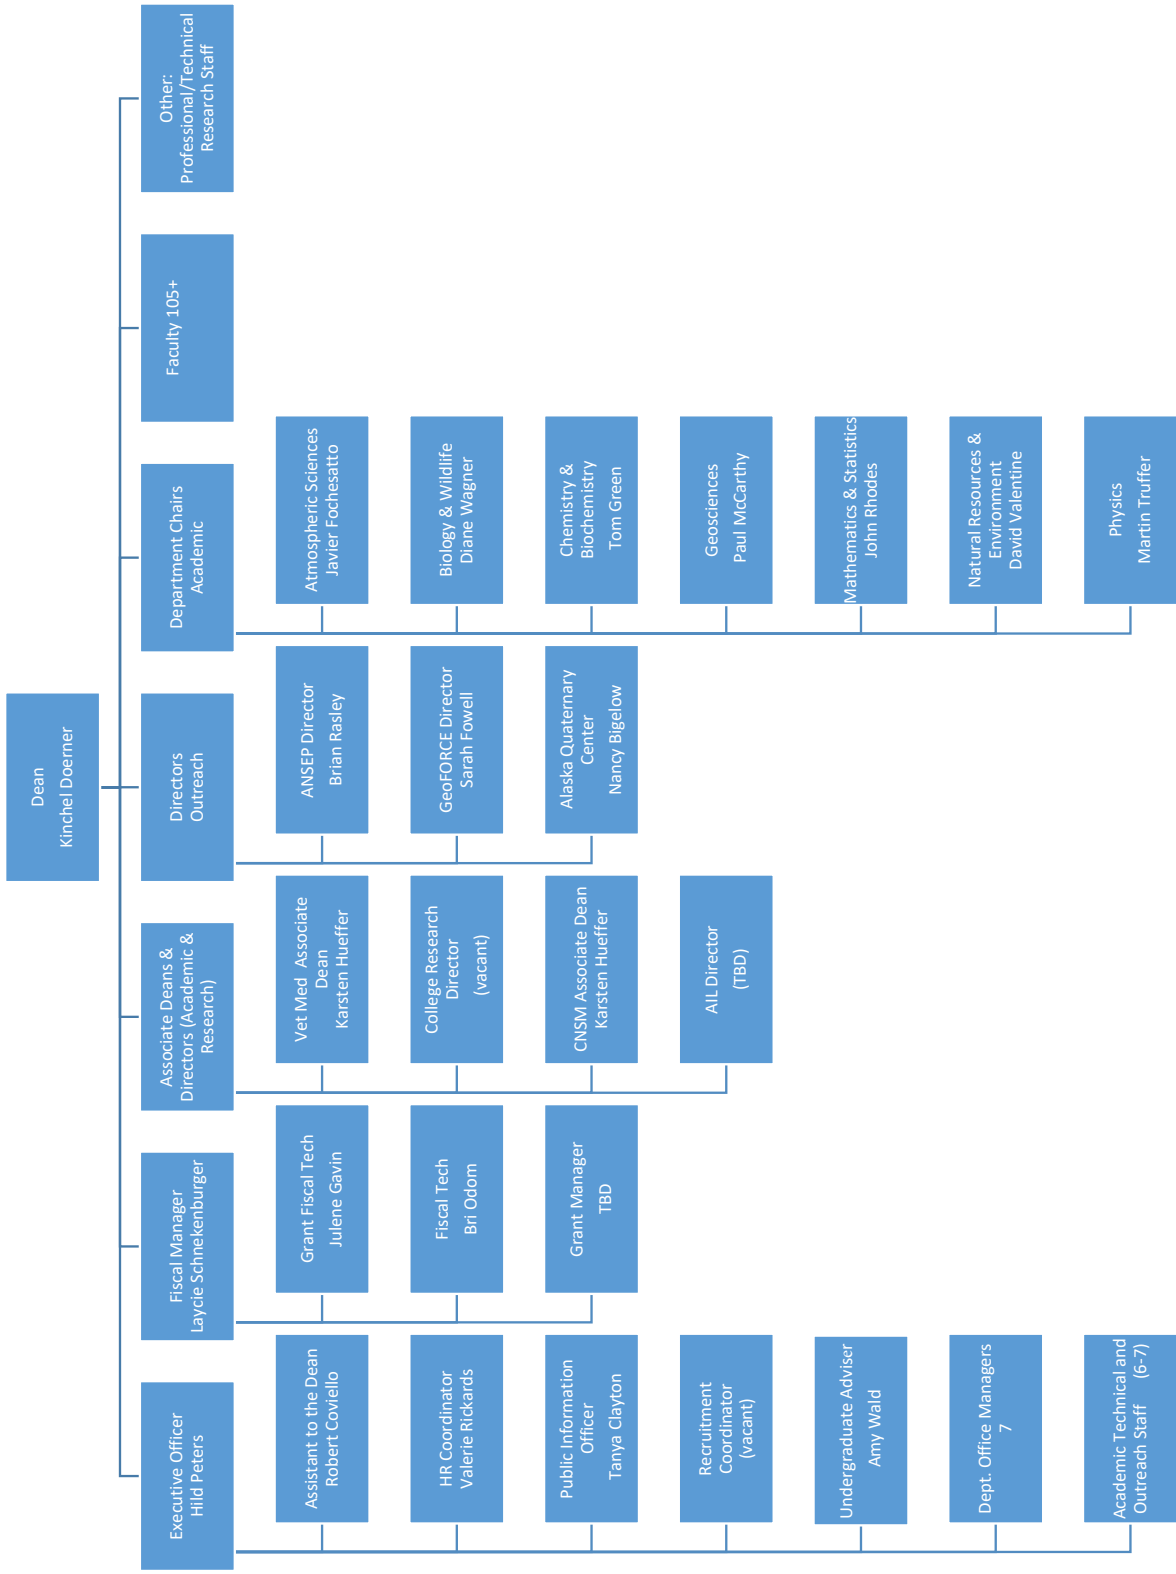 Dean
Kinchel Doerner
Executive Officer
Hild Peters
Fiscal Manager
Laycie Schnekenburger
Associate Deans &
Directors (Academic &
Research)
Directors
Outreach
Department Chairs
Academic
Faculty 105+
Other:
Professional/Technical
Research Staff
Assistant to the Dean
Robert Coviello
HR Coordinator
Valerie Rickards
Public Information
Officer
Tanya Clayton
Recruitment
Coordinator
(vacant)
Undergraduate Adviser
Amy Wald
Dept. Office Managers
7
Academic Technical and
Outreach Staff (6-7)
Grant Fiscal Tech
Julene Gavin
Fiscal Tech
Bri Odom
Grant Manager
TBD
Vet Med Associate
Dean
Karsten Hueffer
College Research
Director
(vacant)
CNSM Associate Dean
Karsten Hueffer
AIL Director
(TBD)
ANSEP Director
Brian Rasley
GeoFORCE Director
Sarah Fowell
Alaska Quaternary
Center
Nancy Bigelow
Atmospheric Sciences
Javier Fochesatto
Biology & Wildlife
Diane Wagner
Chemistry &
Biochemistry
Tom Green
Geosciences
Paul McCarthy
Mathematics & Statistics
John Rhodes
Natural Resources &
Environment
David Valentine
Physics
Martin Truffer